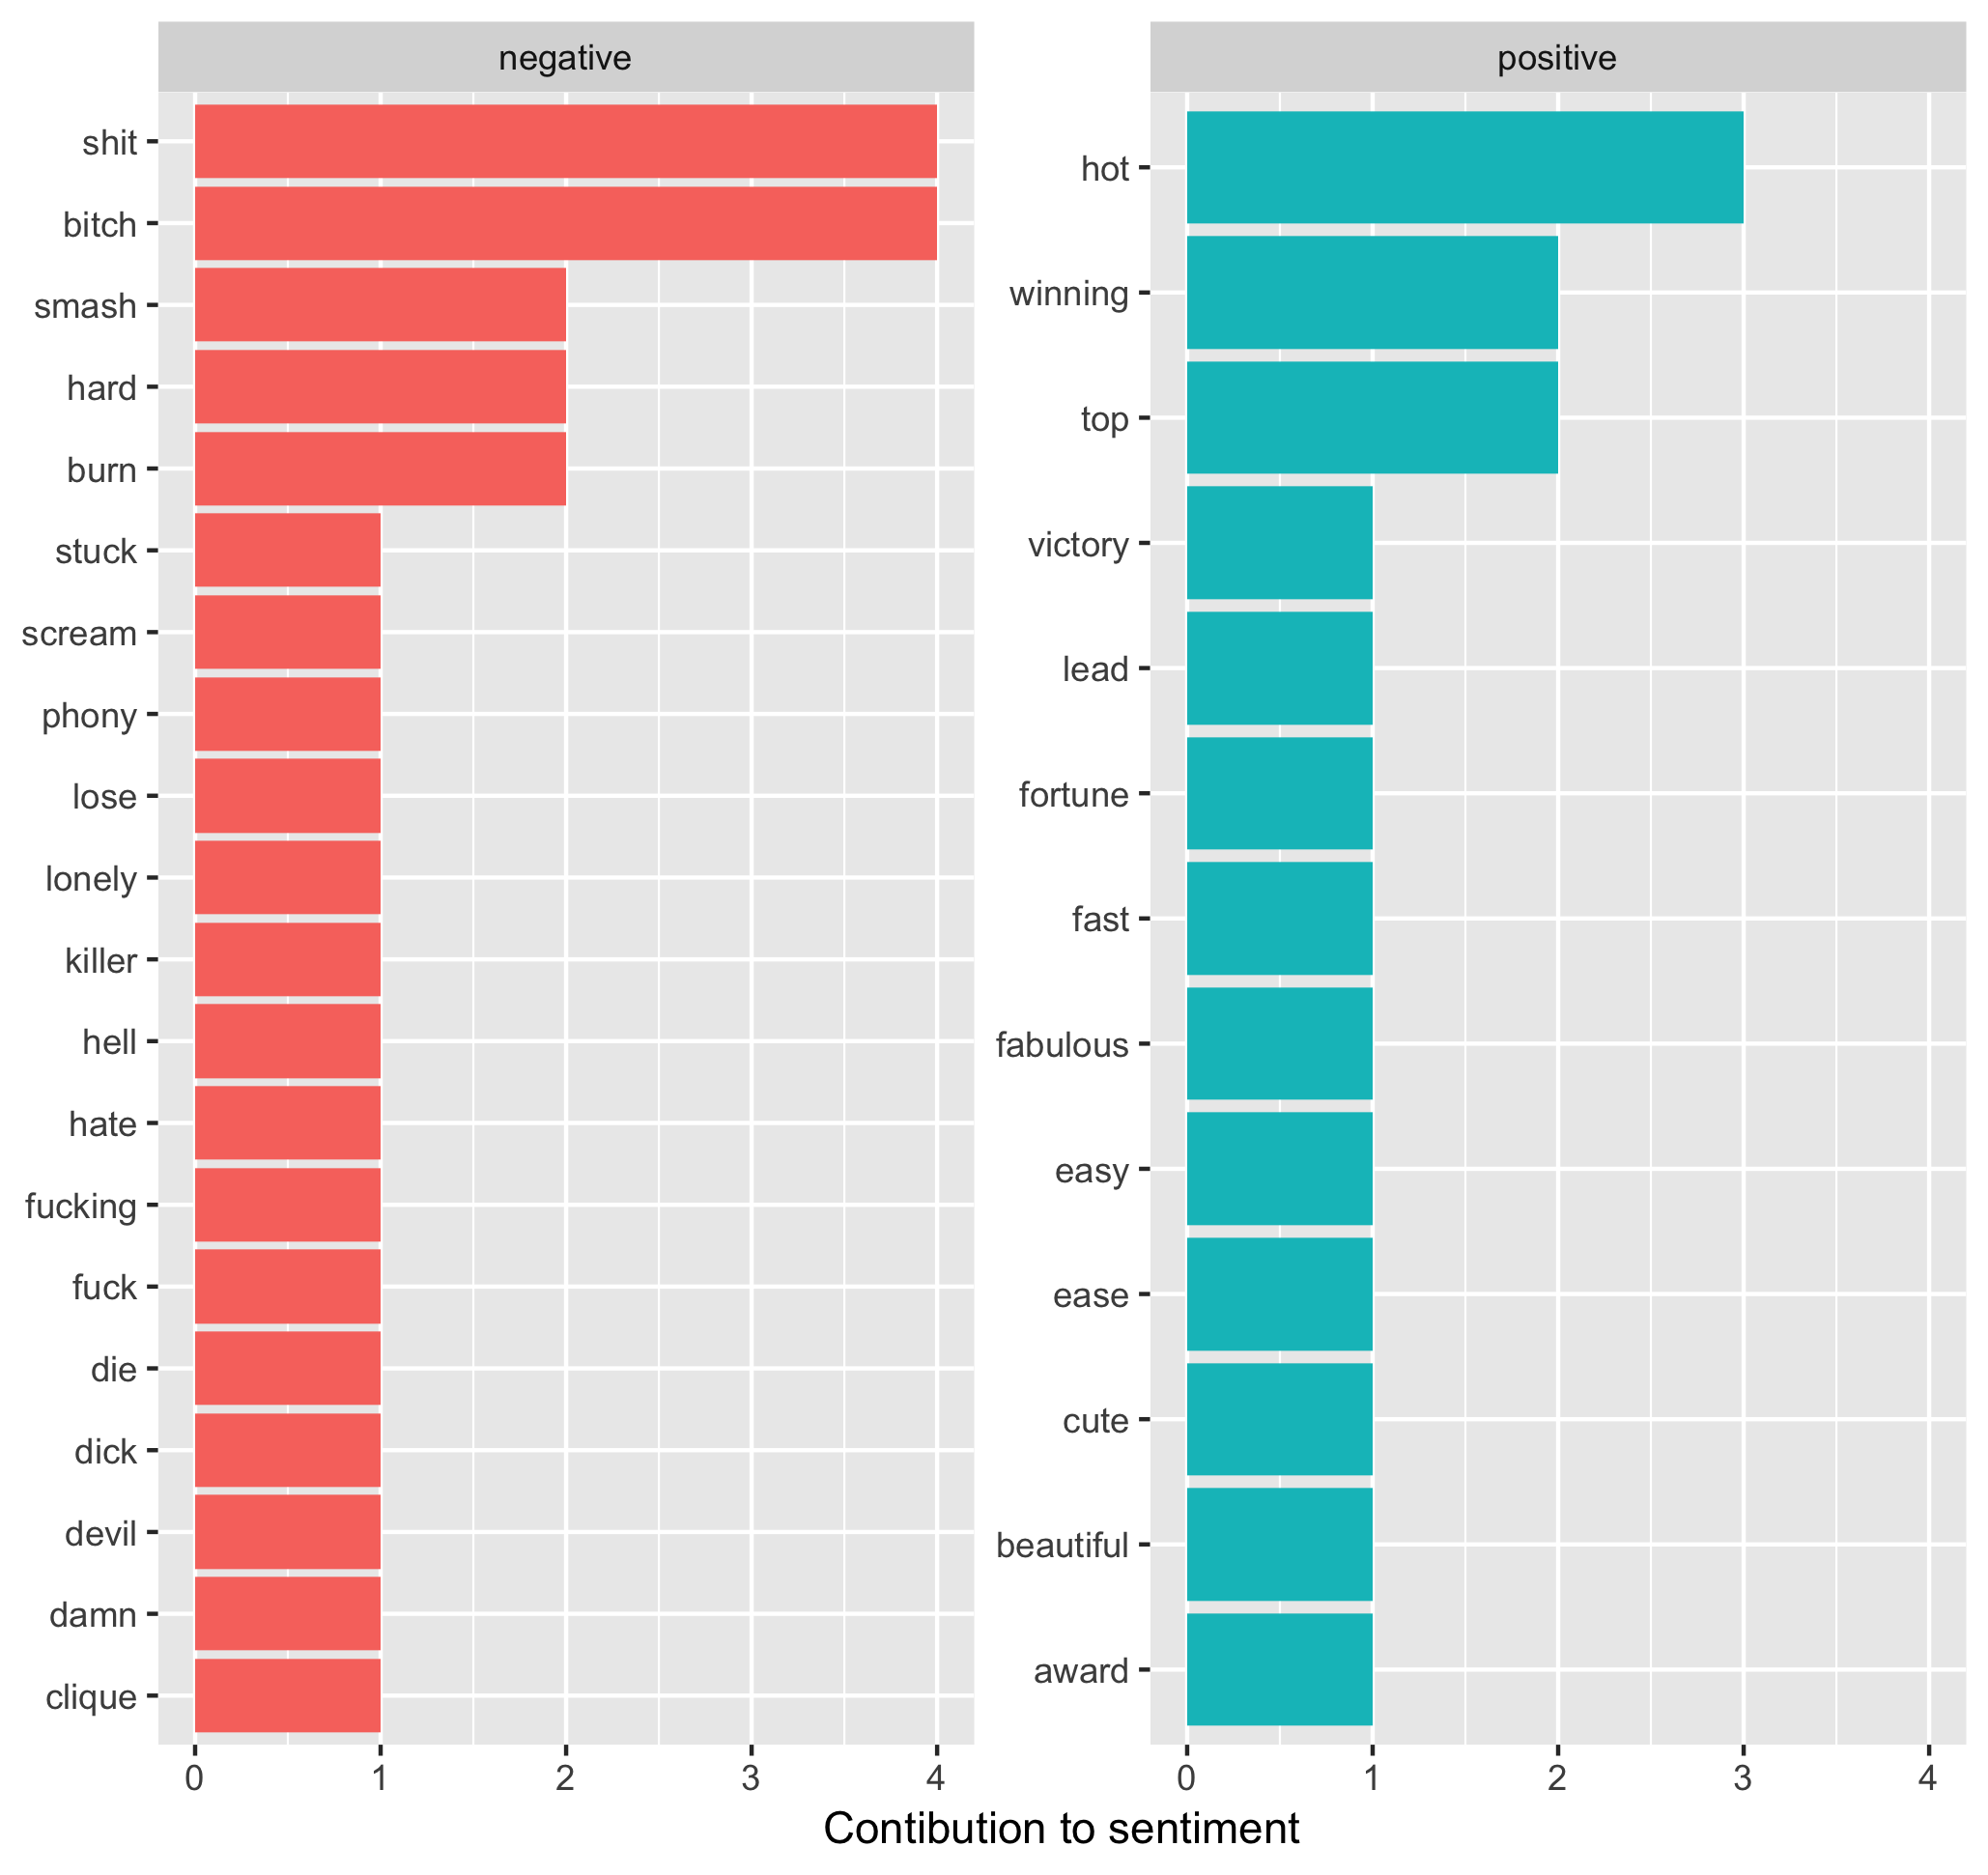 negative
shit
bitch
smash
hard
burn
stuck
scream
phony
lose
lonely
killer
hell
hate
fucking
fuck
die
dick
devil
damn
clique
0 1 2 3 4
positive
hot
winning
top
victory
lead
fortune
fast
fabulous
easy
ease
cute
beautiful
award
0 1 2 3 4
Contibution to sentiment